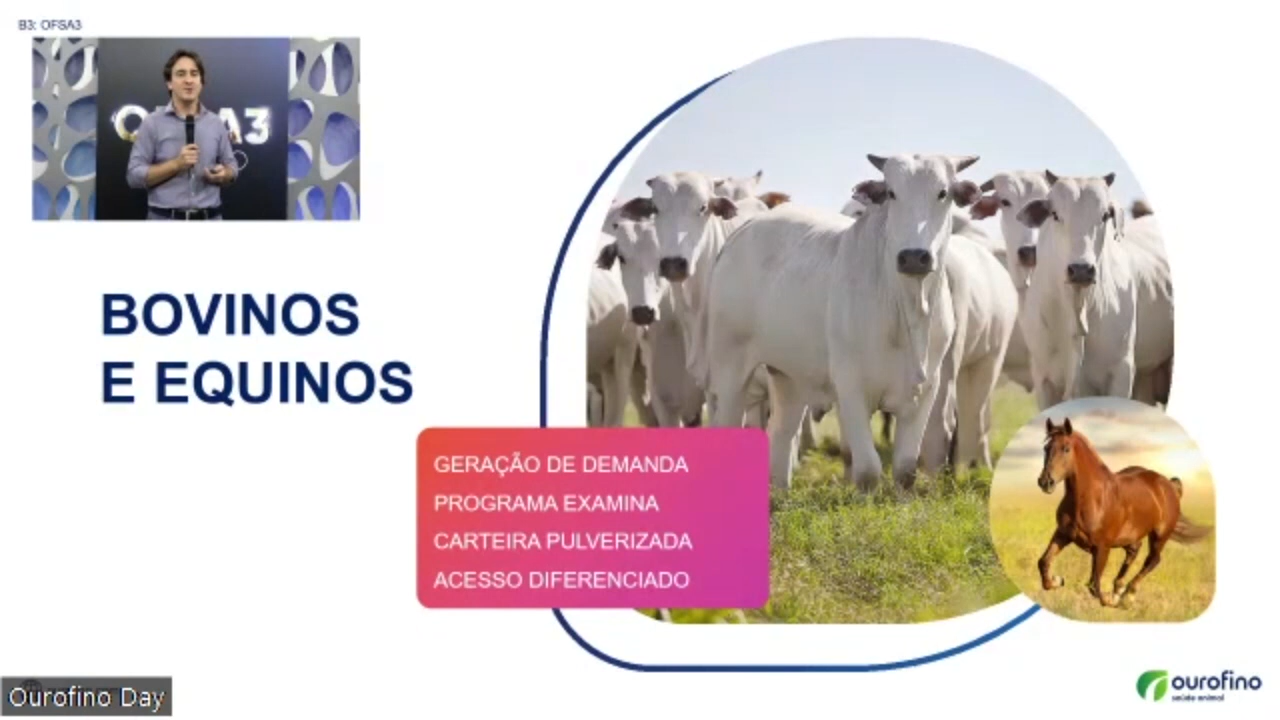 B3: OFSA3
BOVINOS
E EQUINOS
GERAÇÃO DE DEMANDA
PROGRAMA EXAMINA
CARTEIRA PULVERIZADA
ACESSO DIFERENCIADO
Ourofino Day
ourofino
saúde animal